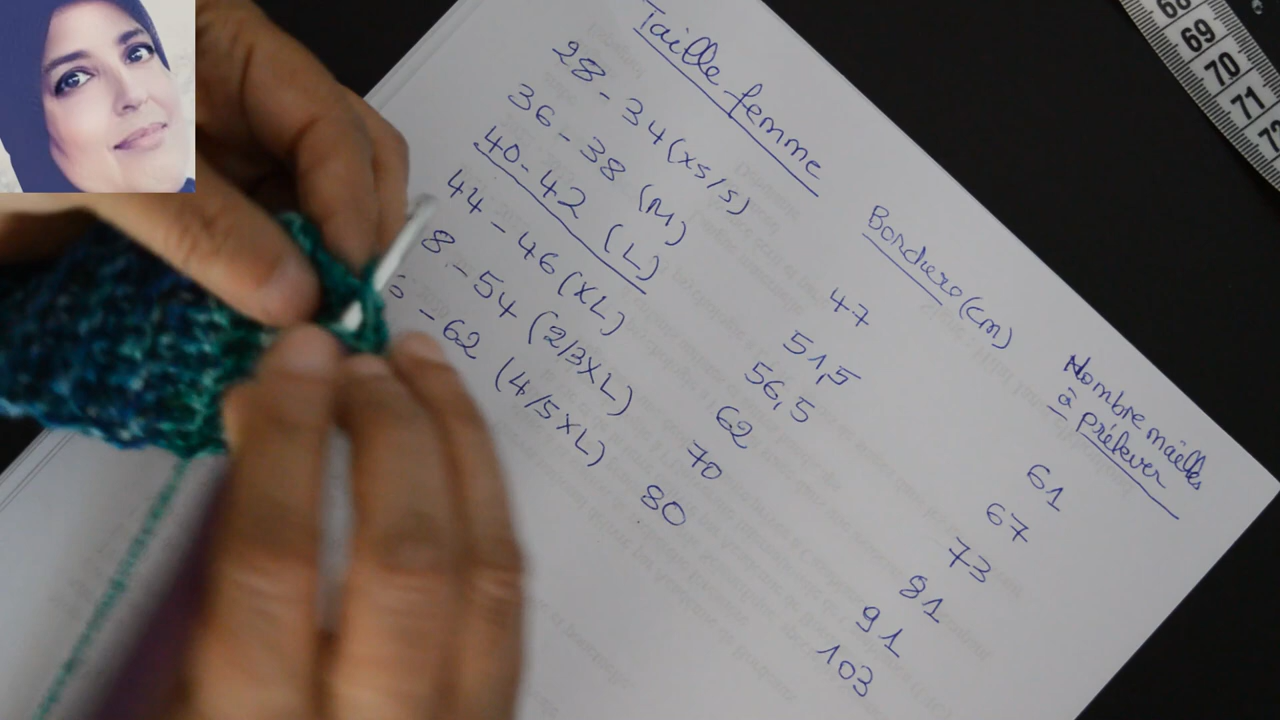 Taille femme
28 - 34 (XS/S)
36 - 38 (M)
40 - 42 (L)
44 - 46 (XL)
8 - 54 (2/3XL)
- 62 (4/5XL)
Bordure (cm)
47
51,5
56,5
62
70
80
Nombre mailles
à prélever
61
67
73
81
91
103
69
70
71